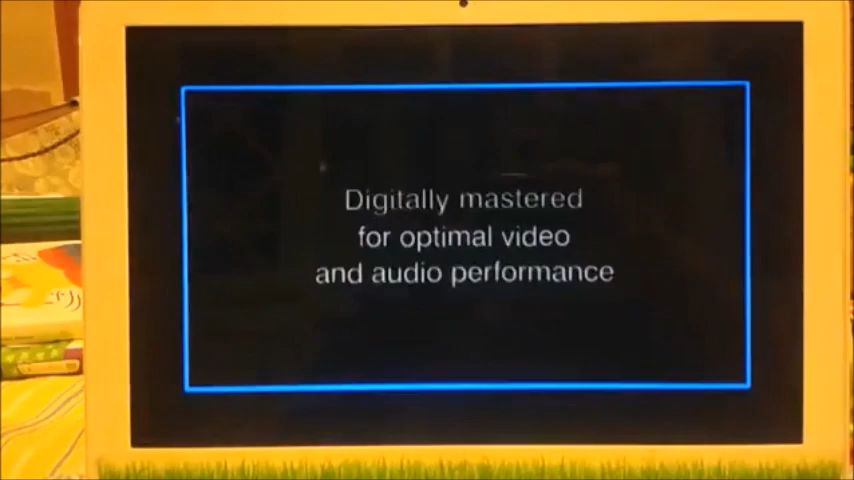 Digitally mastered
for optimal video
and audio performance